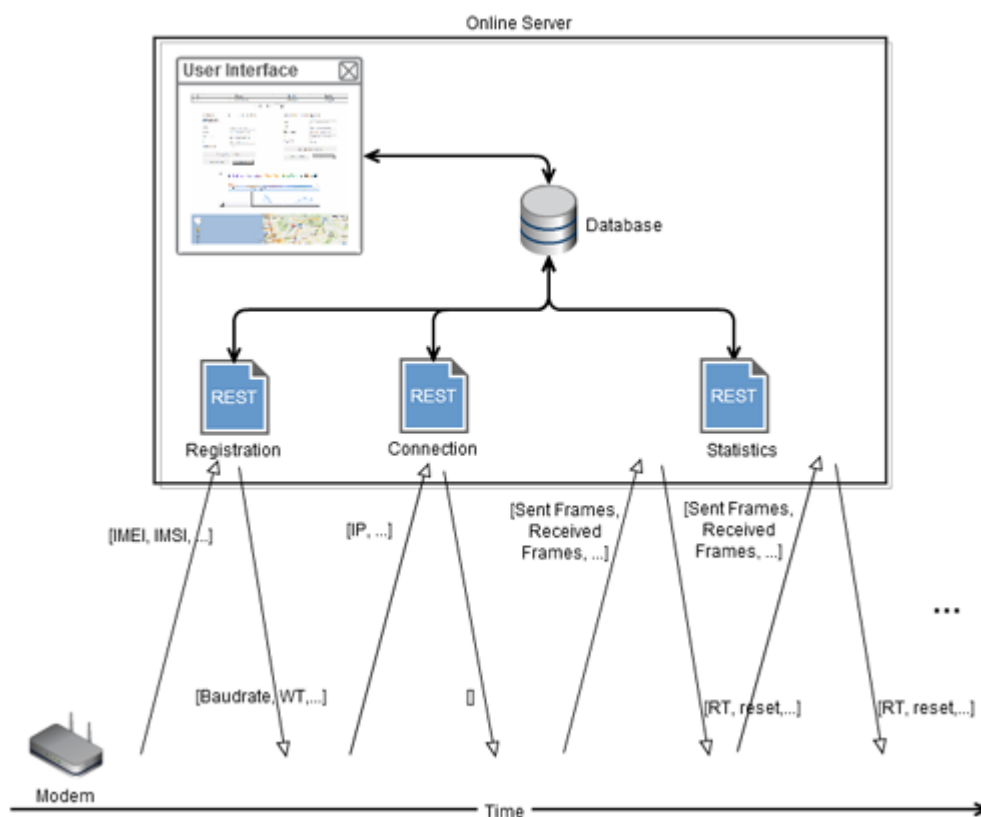 Online Server
User Interface
Database
REST
REST
REST
Registration
Connection
Statistics
[IMEI, IMSI, ...]
[IP, ...]
[Sent Frames,
Received
Frames, ...]
[Sent Frames,
Received
Frames, ...]
...
[Baudrate, WT,...]
[]
[RT, reset,...]
[RT, reset,...]
Modem
Time